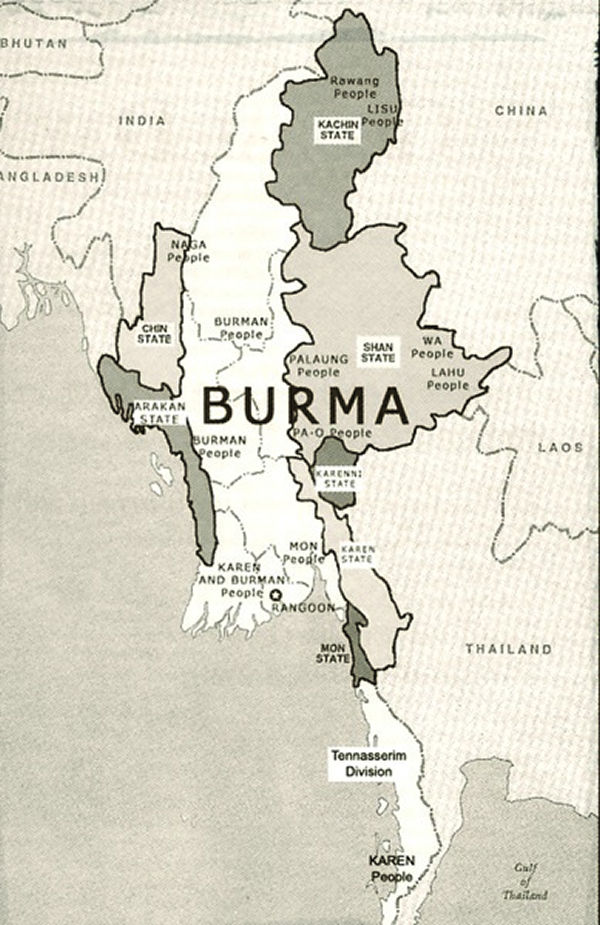 BHUTAN
INDIA
CHINA
ANGLADESH
Rawang
People
LISU
People
KACHIN
STATE
NAGA
People
CHIN
STATE
BURMAN
People
PALAUNG
People
SHAN
STATE
WA
People
LAHU
People
BURMA
ARAKAN
STATE
BURMAN
People
PA-O People
KARENNI
STATE
LAOS
MON
People
KAREN
STATE
KAREN
AND BURMAN
People
RANGOON
MON
STATE
THAILAND
Tennasserim
Division
KAREN
People
Gulf
of
Thailand